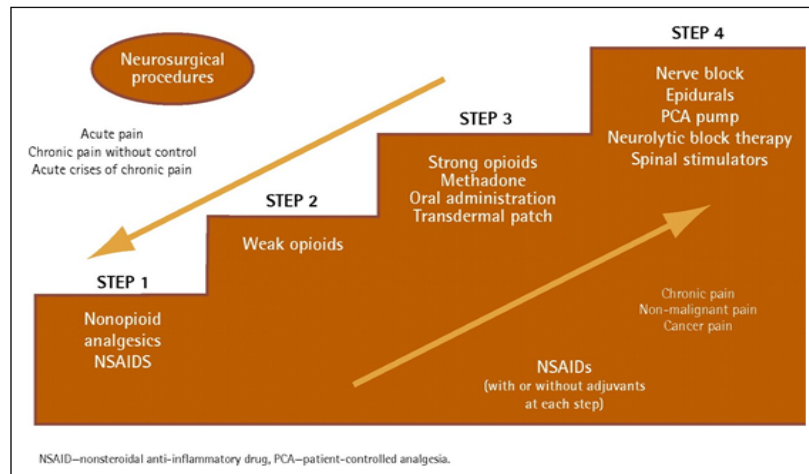 Neurosurgical
procedures
Acute pain
Chronic pain without control
Acute crises of chronic pain
STEP 1
Nonopioid
analgesics
NSAIDS
STEP 2
Weak opioids
STEP 3
Strong opioids
Methadone
Oral administration
Transdermal patch
STEP 4
Nerve block
Epidurals
PCA pump
Neurolytic block therapy
Spinal stimulators
Chronic pain
Non-malignant pain
Cancer pain
NSAIDs
(with or without adjuvants
at each step)
NSAID—nonsteroidal anti-inflammatory drug, PCA—patient-controlled analgesia.